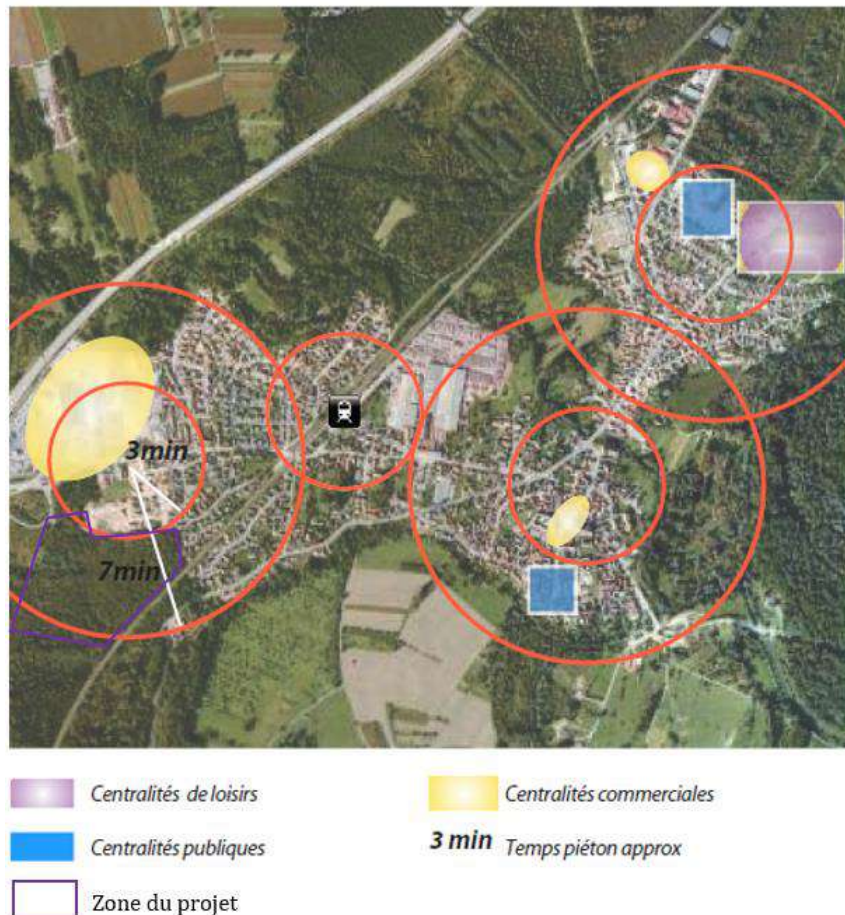 3min
7min
Centralités de loisirs
Centralités commerciales
Centralités publiques
3 min Temps piéton approx
Zone du projet